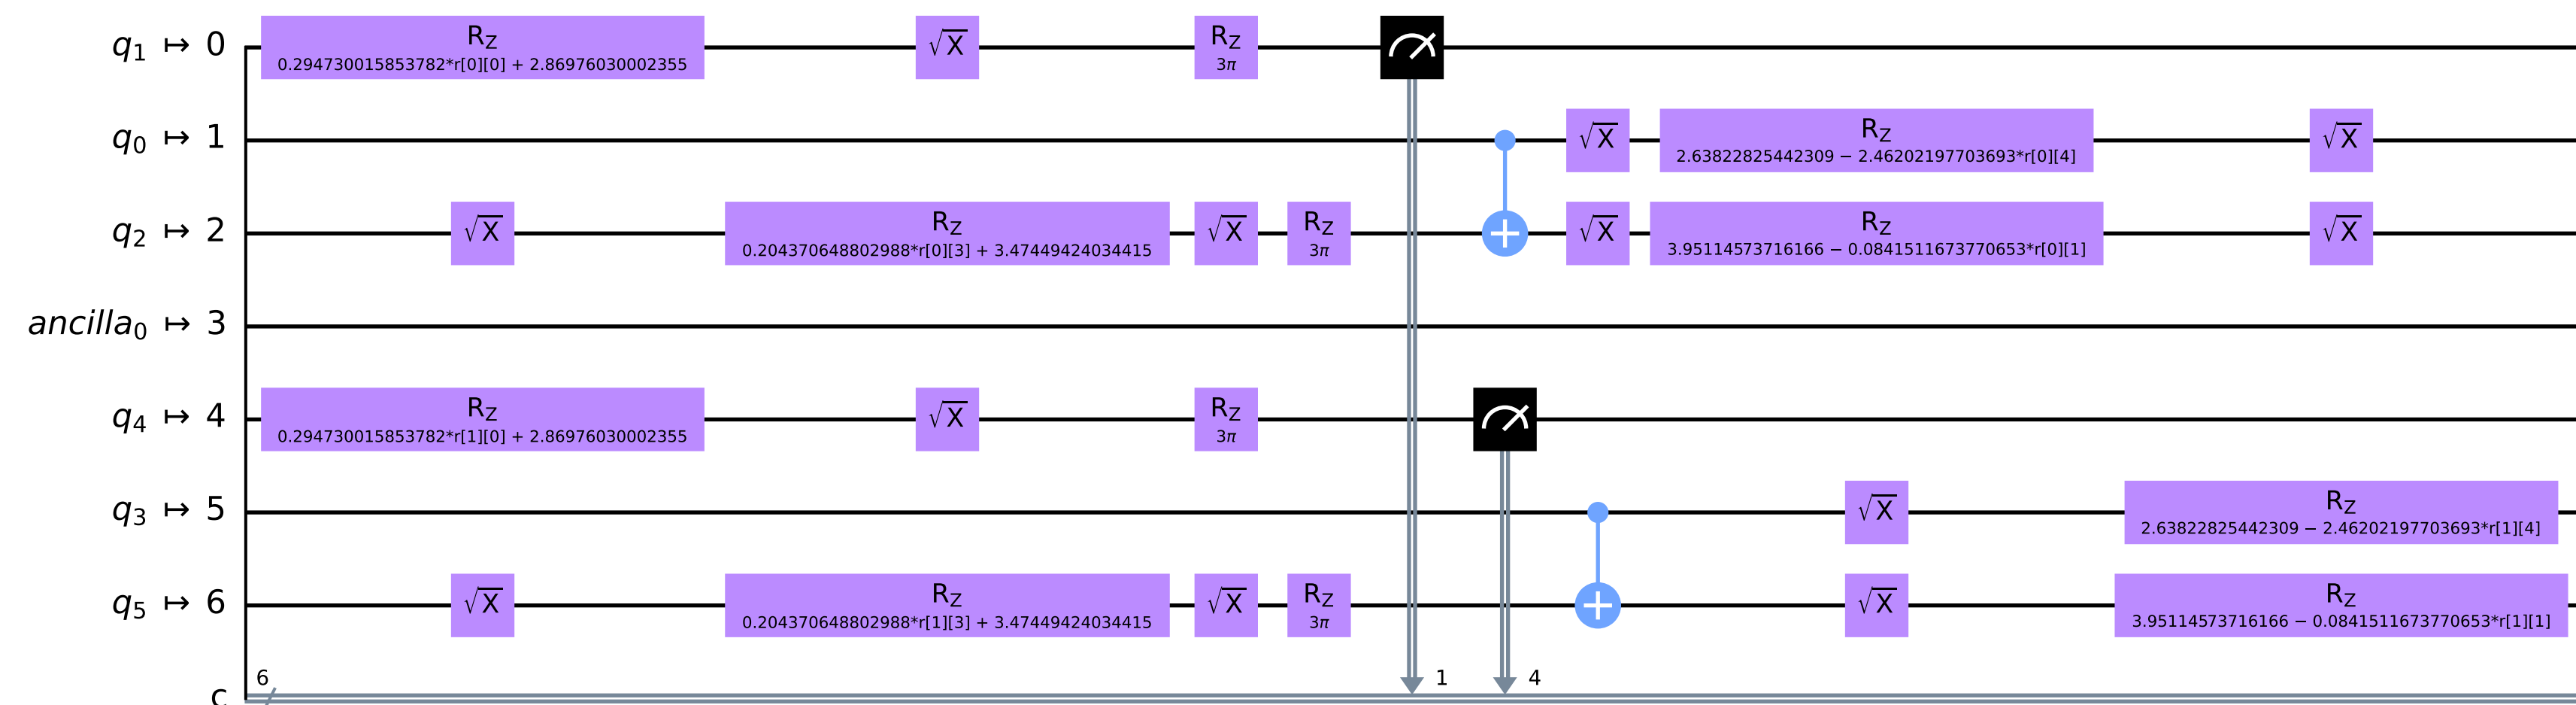 q1 ↦ 0
RZ
0.294730015853782*r[0][0] + 2.86976030002355
√X
RZ
3π
q0 ↦ 1
√X
RZ
2.63822825442309 − 2.46202197703693*r[0][4]
√X
q2 ↦ 2
√X
RZ
0.204370648802988*r[0][3] + 3.47449424034415
√X
RZ
3π
√X
RZ
3.95114573716166 − 0.0841511673770653*r[0][1]
√X
ancilla0 ↦ 3
q4 ↦ 4
RZ
0.294730015853782*r[1][0] + 2.86976030002355
√X
RZ
3π
q3 ↦ 5
√X
RZ
2.63822825442309 − 2.46202197703693*r[1][4]
q5 ↦ 6
√X
RZ
0.204370648802988*r[1][3] + 3.47449424034415
√X
RZ
3π
√X
RZ
3.95114573716166 − 0.0841511673770653*r[1][1]
6
1
4
c